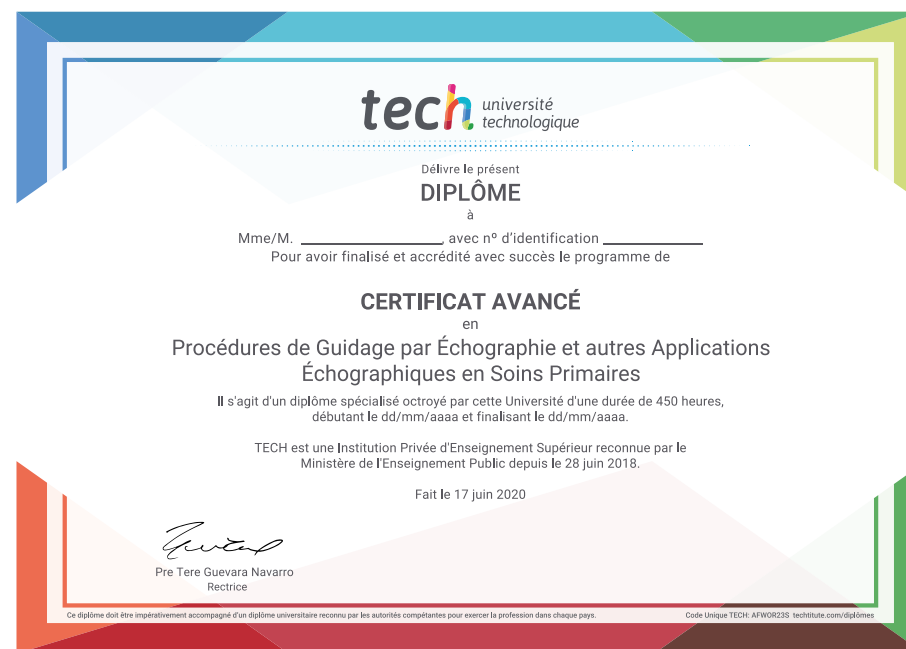 tech université
technologique
Délivre le présent
DIPLÔME
à
Mme/M. ____________________, avec nº d'identification ______________
Pour avoir finalisé et accrédité avec succès le programme de
CERTIFICAT AVANCÉ
en
Procédures de Guidage par Échographie et autres Applications
Échographiques en Soins Primaires
Il s'agit d'un diplôme spécialisé octroyé par cette Université d'une durée de 450 heures,
débutant le dd/mm/aaaa et finalisant le dd/mm/aaaa.
TECH est une Institution Privée d'Enseignement Supérieur reconnue par le
Ministère de l'Enseignement Public depuis le 28 juin 2018.
Fait le 17 juin 2020
Pre Tere Guevara Navarro
Rectrice
Ce diplôme doit être impérativement accompagné d'un diplôme universitaire reconnu par les autorités compétentes pour exercer la profession dans chaque pays.
Code Unique TECH: AFWOR23S techtitute.com/diplômes